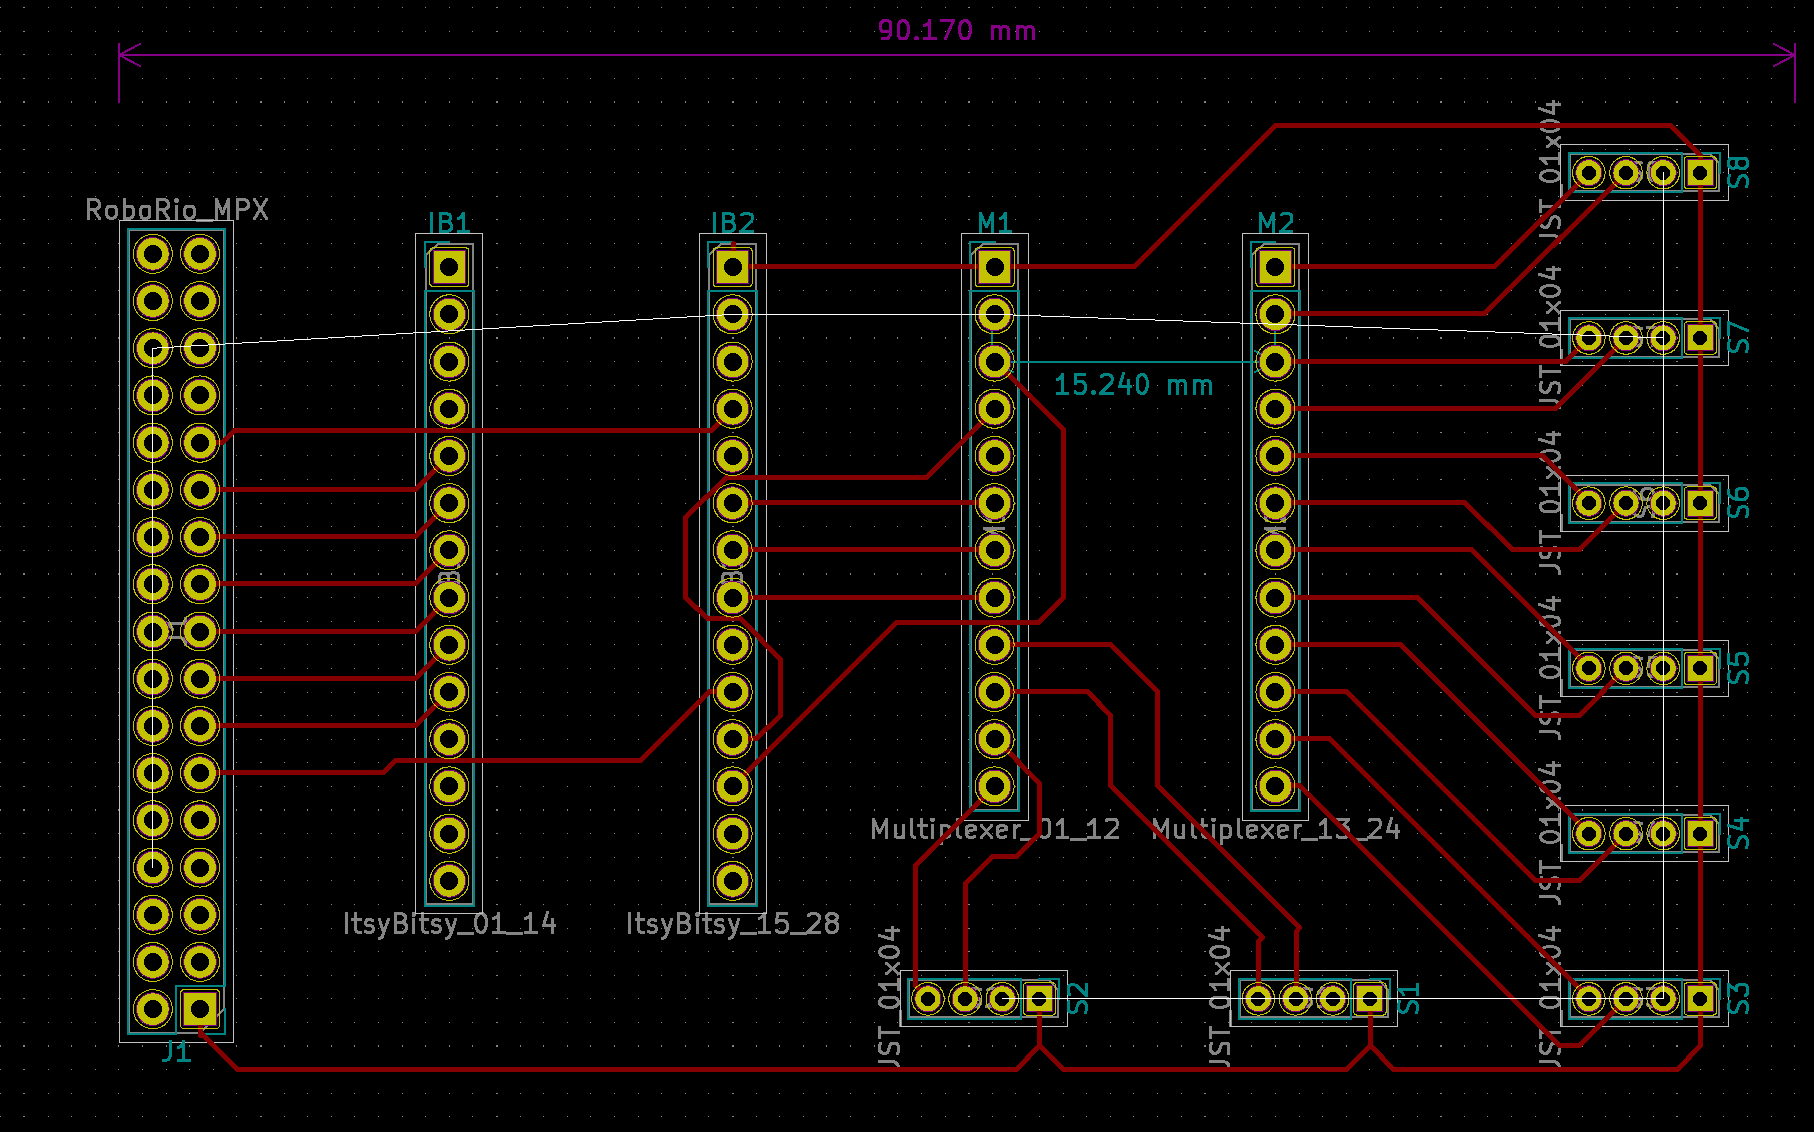 90.170 mm
RoboRio_MPX
IB1
IB2
M1
M2
15.240 mm
JST_01x04
S8
JST_01x04
S7
JST_01x04
S6
JST_01x04
S5
JST_01x04
S4
JST_01x04
S3
Multiplexer_01_12
Multiplexer_13_24
ItsyBitsy_01_14
ItsyBitsy_15_28
JST_01x04
S2
JST_01x04
S1
J1